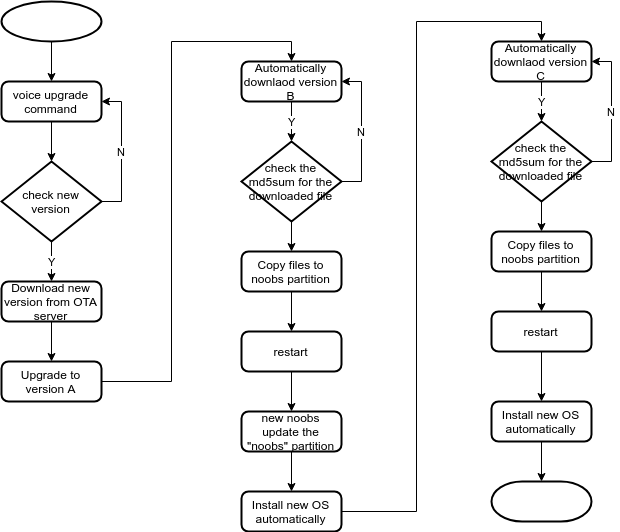 voice upgrade
command
N
check new
version
Y
Download new
version from OTA
server
Upgrade to
version A
Automatically
downlaod version
B
Y
N
check the
md5sum for the
downloaded file
Copy files to
noobs partition
restart
new noobs
update the
"noobs" partition
Install new OS
automatically
Automatically
downlaod version
C
Y
N
check the
md5sum for the
downloaded file
Copy files to
noobs partition
restart
Install new OS
automatically